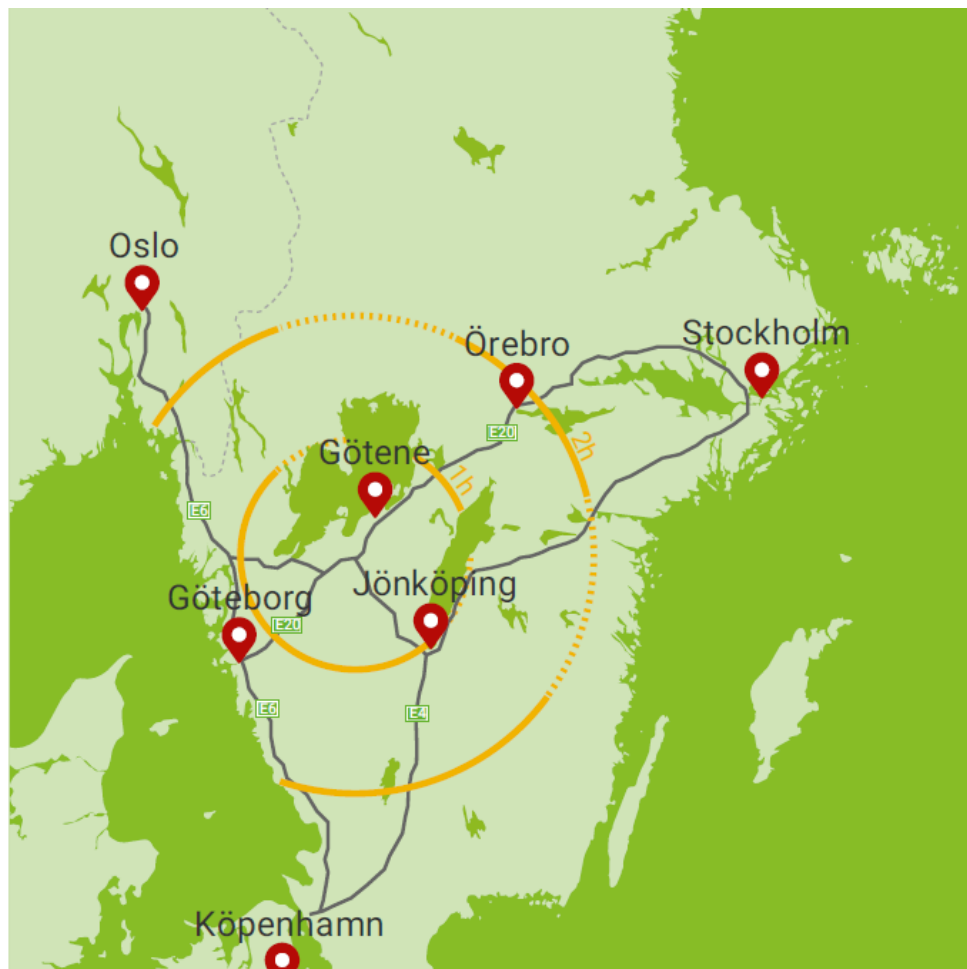 Oslo
Stockholm
Örebro
E20
2h
Götene
1h
E6
Jönköping
Göteborg
E20
E6
E4
Köpenhamn